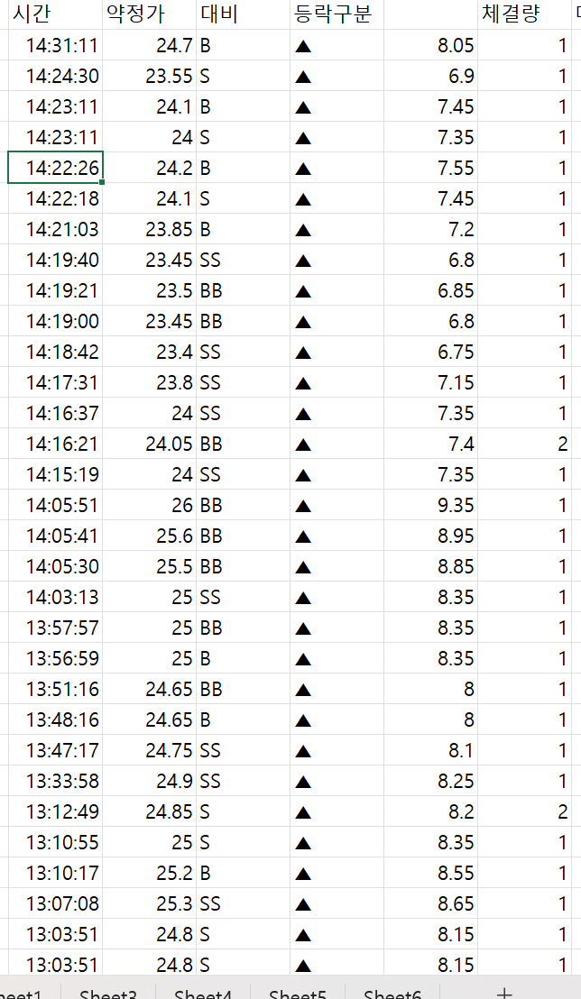 시간 약정가 대비 등락구분 체결량
14:31:11 24.7 B ▲ 8.05 1
14:24:30 23.55 S ▲ 6.9 1
14:23:11 24.1 B ▲ 7.45 1
14:23:11 24 S ▲ 7.35 1
14:22:26 24.2 B ▲ 7.55 1
14:22:18 24.1 S ▲ 7.45 1
14:21:03 23.85 B ▲ 7.2 1
14:19:40 23.45 SS ▲ 6.8 1
14:19:21 23.5 BB ▲ 6.85 1
14:19:00 23.45 BB ▲ 6.8 1
14:18:42 23.4 SS ▲ 6.75 1
14:17:31 23.8 SS ▲ 7.15 1
14:16:37 24 SS ▲ 7.35 1
14:16:21 24.05 BB ▲ 7.4 2
14:15:19 24 SS ▲ 7.35 1
14:05:51 26 BB ▲ 9.35 1
14:05:41 25.6 BB ▲ 8.95 1
14:05:30 25.5 BB ▲ 8.85 1
14:03:13 25 SS ▲ 8.35 1
13:57:57 25 BB ▲ 8.35 1
13:56:59 25 B ▲ 8.35 1
13:51:16 24.65 BB ▲ 8 1
13:48:16 24.65 B ▲ 8 1
13:47:17 24.75 SS ▲ 8.1 1
13:33:58 24.9 SS ▲ 8.25 1
13:12:49 24.85 S ▲ 8.2 2
13:10:55 25 S ▲ 8.35 1
13:10:17 25.2 B ▲ 8.55 1
13:07:08 25.3 SS ▲ 8.65 1
13:03:51 24.8 S ▲ 8.15 1
13:03:51 24.8 S ▲ 8.15 1
Sheet3 Sheet4 Sheet5 Sheet6 +